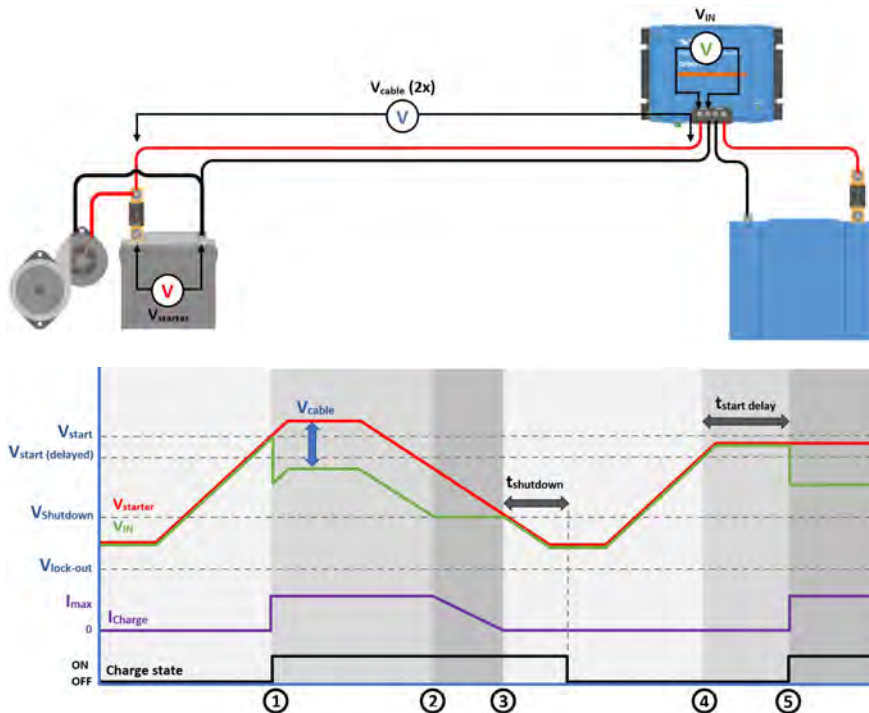 VIN
V
Vcable (2x)
V
V
Vstarter
Vcable
tstart delay
Vstart
Vstart (delayed)
tshutdown
Vstarter
VShutdown
VIN
Vlock-out
Imax
ICharge
0
ON
Charge state
OFF
1 2 3 4 5